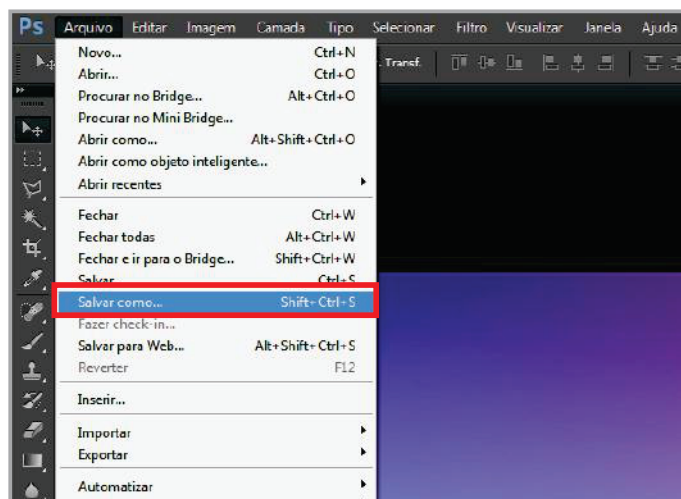 Ps Arquivo Editar Imagem Camada Tipo Selecionar Filtro Visualizar Janela Ajuda
Novo... Ctrl+N
. Transf.
Abrir... Ctrl+O
Procurar no Bridge... Alt+Ctrl+O
Procurar no Mini Bridge...
Abrir como... Alt+Shift+Ctrl+O
Abrir como objeto inteligente...
Abrir recentes
Fechar Ctrl+W
Fechar todas Alt+Ctrl+W
Fechar e ir para o Bridge... Shift+Ctrl+W
Salvar Ctrl+S
Salvar como... Shift+Ctrl+S
Fazer check-in...
Salvar para Web... Alt+Shift+Ctrl+S
Reverter F12
Inserir...
Importar
Exportar
Automatizar